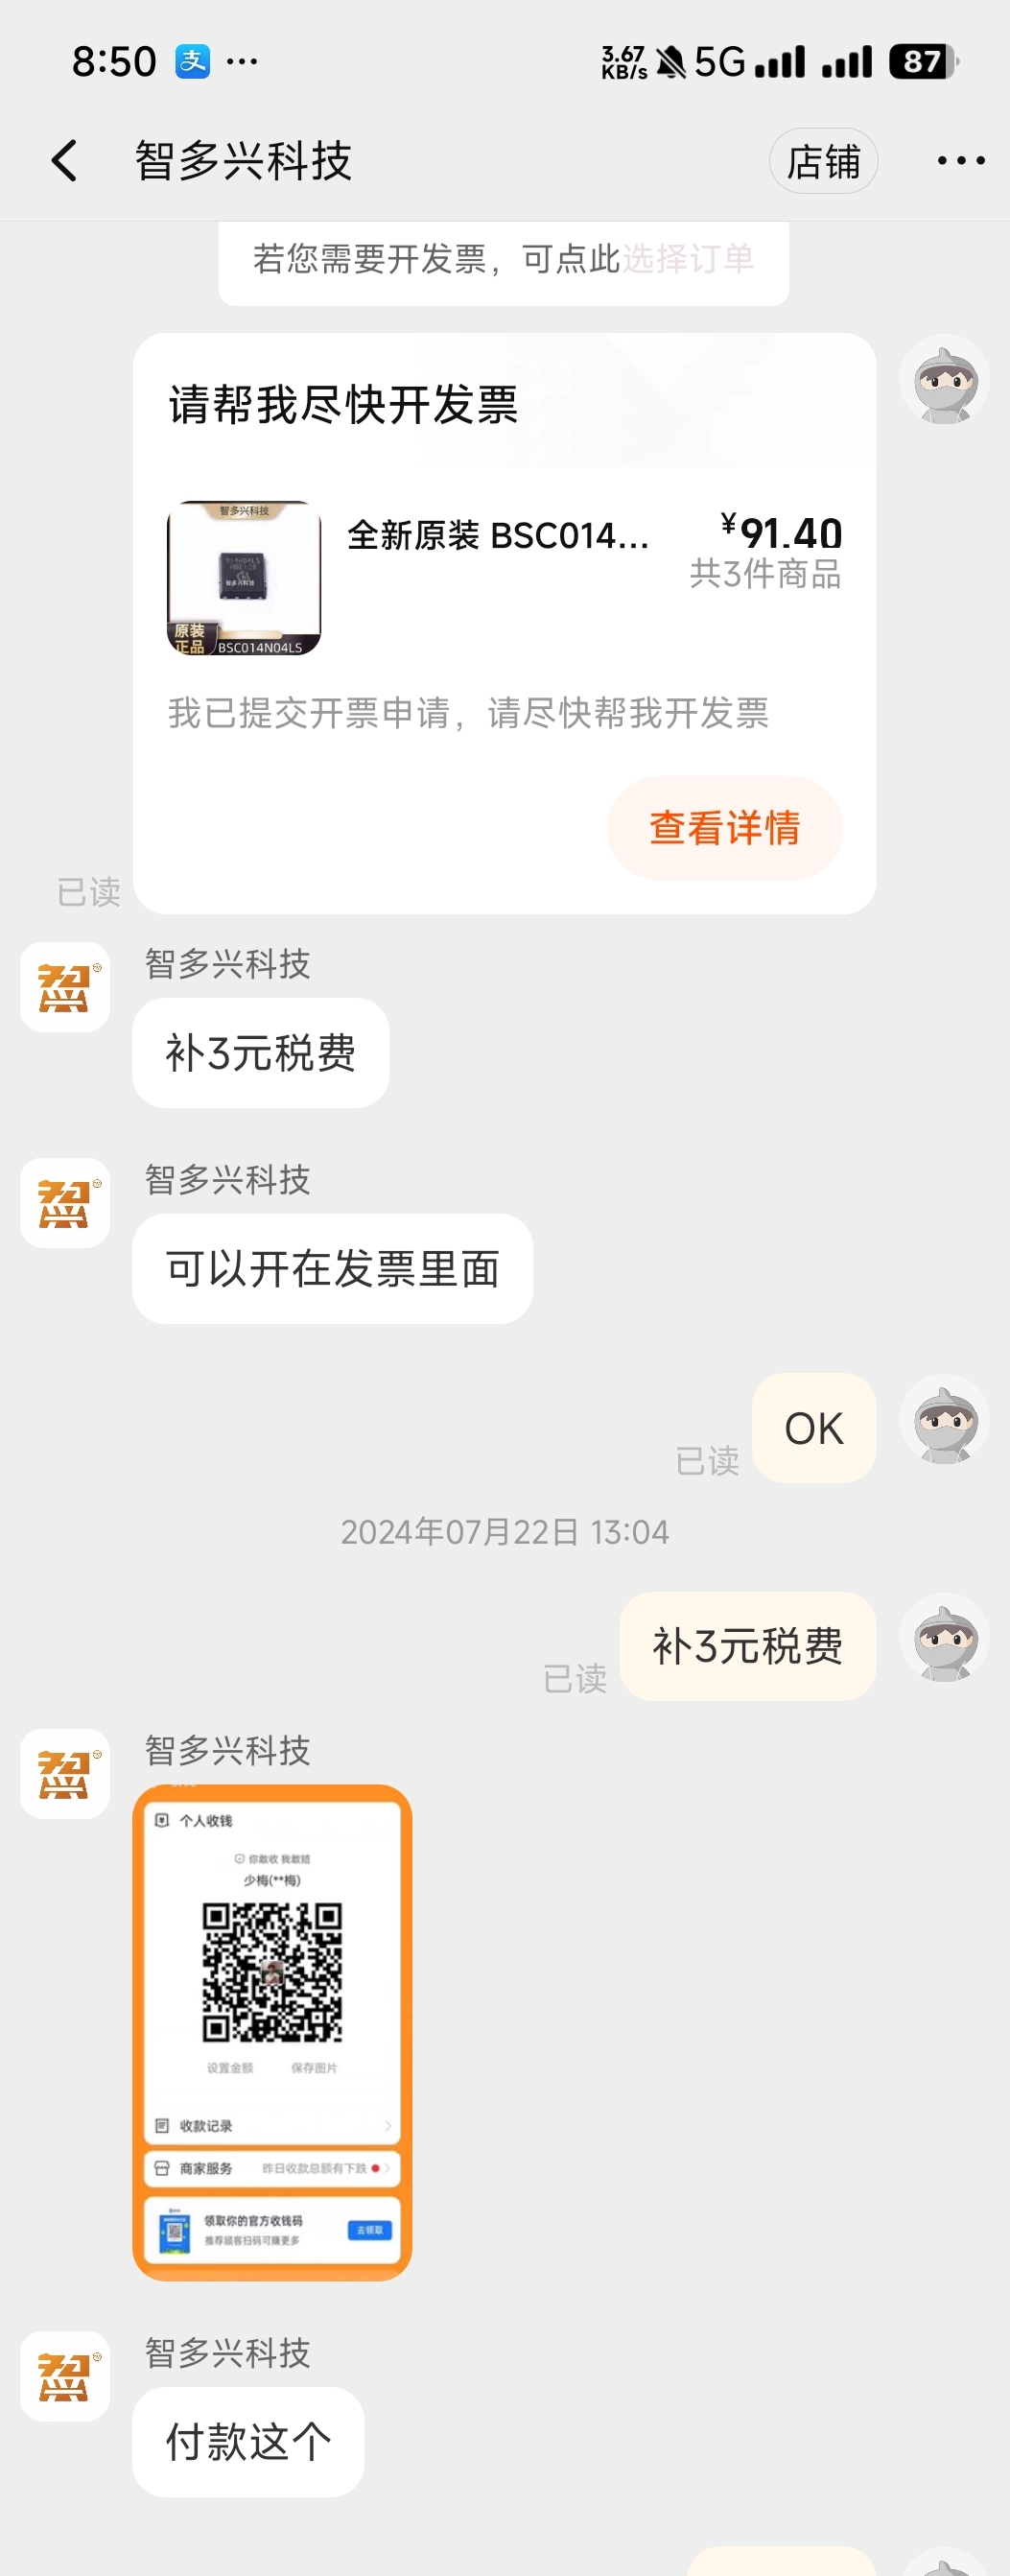 8:50 支 ...
3.67 KB/s 5G 87
智多兴科技 店铺
若您需要开发票，可点此选择订单
请帮我尽快开发票
智多兴科技
原装
正品
BSC014N04LS
全新原装 BSC014... ¥91.40
共3件商品
我已提交开票申请，请尽快帮我开发票
查看详情
已读
智多兴科技
补3元税费
智多兴科技
可以开在发票里面
OK
已读
2024年07月22日 13:04
补3元税费
已读
智多兴科技
个人收钱
你敢收 我敢赔
少梅(**梅)
设置金额 保存图片
收款记录
商家服务 昨日收款总额有下跌
领取你的官方收钱码
推荐顾客扫码可赚更多
去领取
智多兴科技
付款这个